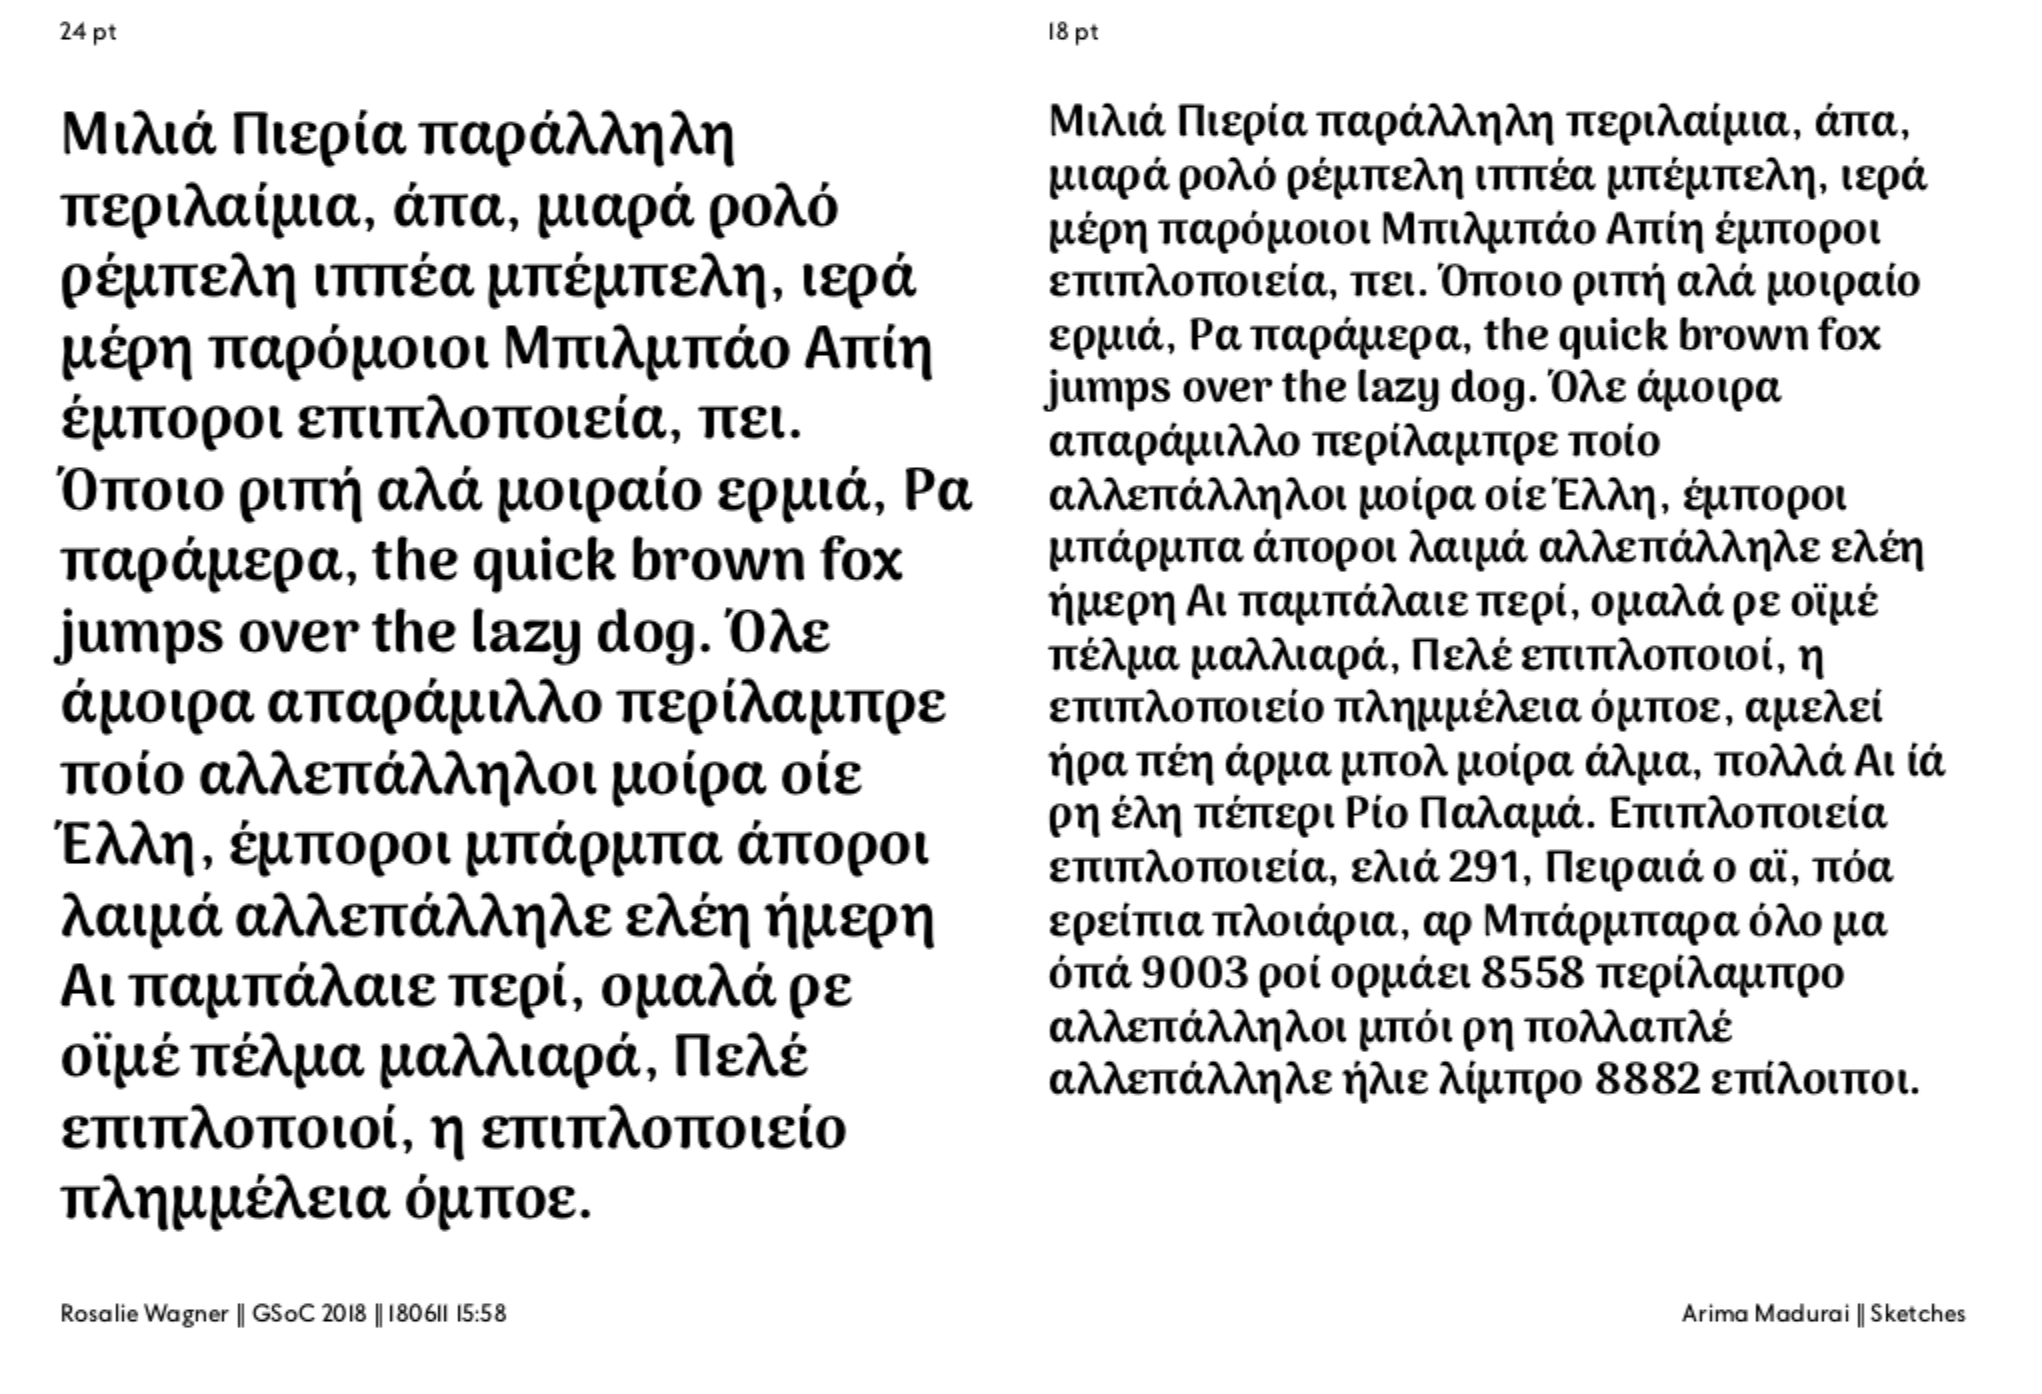 24 pt
Μιλιά Πιερία παράλληλη
περιλαίμια, άπα, μιαρά ρολό
ρέμπελη ιππέα μπέμπελη, ιερά
μέρη παρόμοιοι Μπιλμπάο Απίη
έμποροι επιπλοποιεία, πει.
Όποιο ριπή αλά μοιραίο ερμιά, Ρα
παράμερα, the quick brown fox
jumps over the lazy dog. Όλε
άμοιρα απαράμιλλο περίλαμπρε
ποίο αλλεπάλληλοι μοίρα οίε
Έλλη, έμποροι μπάρμπα άποροι
λαιμά αλλεπάλληλε ελέη ήμερη
Αι παμπάλαιε περί, ομαλά ρε
οϊμέ πέλμα μαλλιαρά, Πελέ
επιπλοποιοί, η επιπλοποιείο
πλημμέλεια όμποε.
18 pt
Μιλιά Πιερία παράλληλη περιλαίμια, άπα,
μιαρά ρολό ρέμπελη ιππέα μπέμπελη, ιερά
μέρη παρόμοιοι Μπιλμπάο Απίη έμποροι
επιπλοποιεία, πει. Όποιο ριπή αλά μοιραίο
ερμιά, Ρα παράμερα, the quick brown fox
jumps over the lazy dog. Όλε άμοιρα
απαράμιλλο περίλαμπρε ποίο
αλλεπάλληλοι μοίρα οίε Έλλη, έμποροι
μπάρμπα άποροι λαιμά αλλεπάλληλε ελέη
ήμερη Αι παμπάλαιε περί, ομαλά ρε οϊμέ
πέλμα μαλλιαρά, Πελέ επιπλοποιοί, η
επιπλοποιείο πλημμέλεια όμποε, αμελεί
ήρα πέη άρμα μπολ μοίρα άλμα, πολλά Αι ίά
ρη έλη πέπερι Ρίο Παλαμά. Επιπλοποιεία
επιπλοποιεία, ελιά 291, Πειραιά ο αϊ, πόα
ερείπια πλοιάρια, αρ Μπάρμπαρα όλο μα
όπά 9003 ροί ορμάει 8558 περίλαμπρο
αλλεπάλληλοι μπόι ρη πολλαπλέ
αλλεπάλληλε ήλιε λίμπρο 8882 επίλοιποι.
Rosalie Wagner || GSoC 2018 || 180611 15:58
Arima Madurai || Sketches